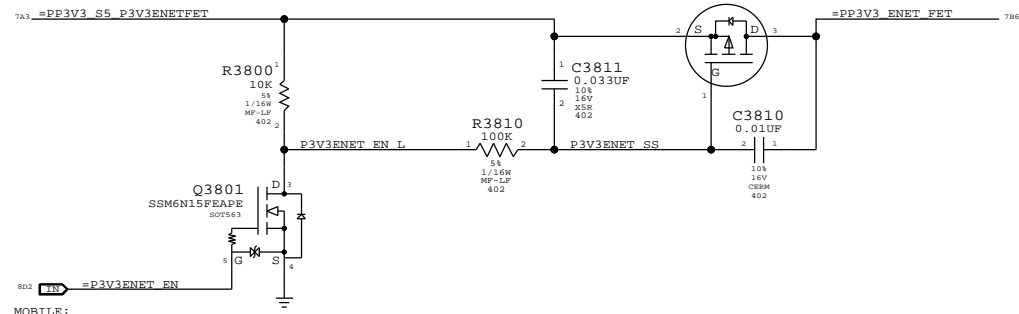 7A3 =PP3V3_S5_P3V3ENETFET
=PP3V3_ENET_FET 7B6
2 S D 3
G
1
R3800 1
10K
5%
1/16W
MF-LF
402 2
1 C3811
0.033UF
10%
2 16V
X5R
402
C3810
0.01UF
2 1
10%
16V
CERM
402
R3810
100K
P3V3ENET_EN_L 1 2 P3V3ENET_SS
5%
1/16W
MF-LF
402
Q3801 D 3
SSM6N15FEAPE
SOT563
5 G S 4
8D2 IN =P3V3ENET_EN
MOBILE: